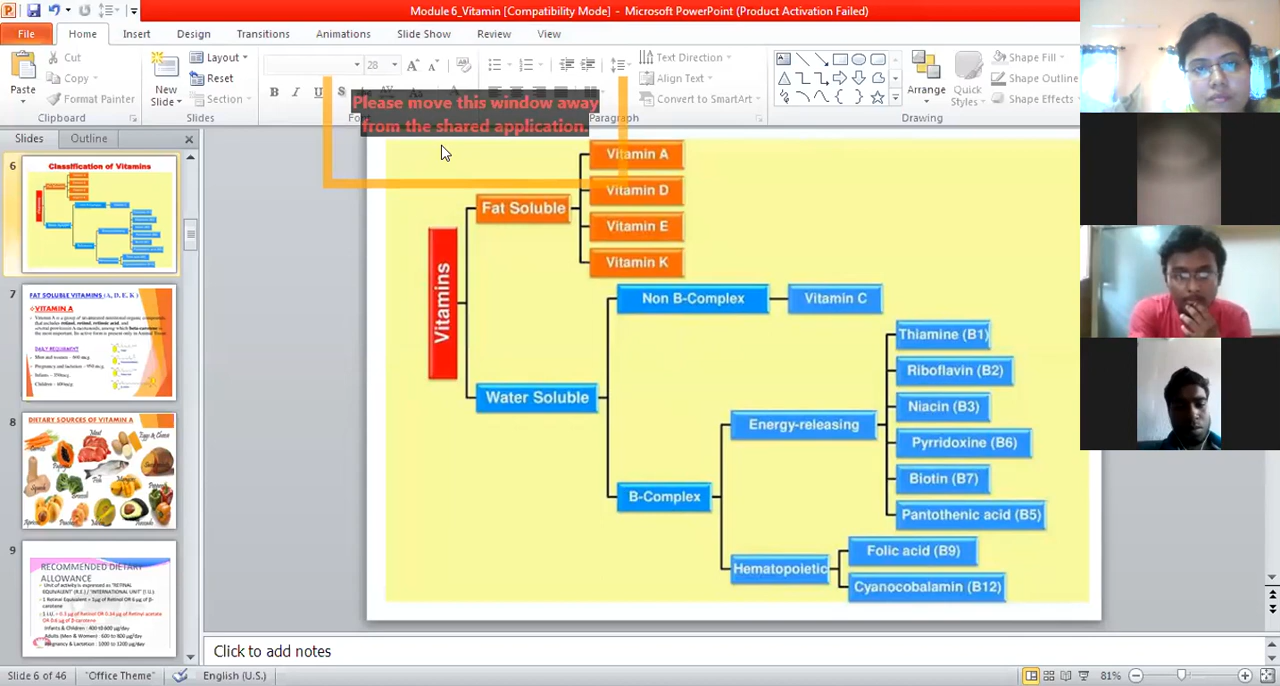 Module 6_Vitamin [Compatibility Mode] - Microsoft PowerPoint (Product Activation Failed)
File Home Insert Design Transitions Animations Slide Show Review View
Paste
Cut
Copy
Format Painter
Clipboard
New
Slide
Layout
Reset
Section
Slides
28
B I U S
Please move this window away
from the shared application.
Paragraph
Text Direction
Align Text
Convert to SmartArt
Arrange
Quick
Styles
Shape Fill
Shape Outline
Shape Effects
Drawing
Slides Outline
6
Classification of Vitamins
7
FAT SOLUBLE VITAMINS (A, D, E, K)
VITAMIN A
8
DIETARY SOURCES OF VITAMIN A
9
RECOMMENDED DIETARY
ALLOWANCE
Vitamins
Fat Soluble
Vitamin A
Vitamin D
Vitamin E
Vitamin K
Water Soluble
Non B-Complex
Vitamin C
B-Complex
Energy-releasing
Thiamine (B1)
Riboflavin (B2)
Niacin (B3)
Pyrridoxine (B6)
Biotin (B7)
Pantothenic acid (B5)
Hematopoietic
Folic acid (B9)
Cyanocobalamin (B12)
Click to add notes
Slide 6 of 46 "Office Theme" English (U.S.) 81%